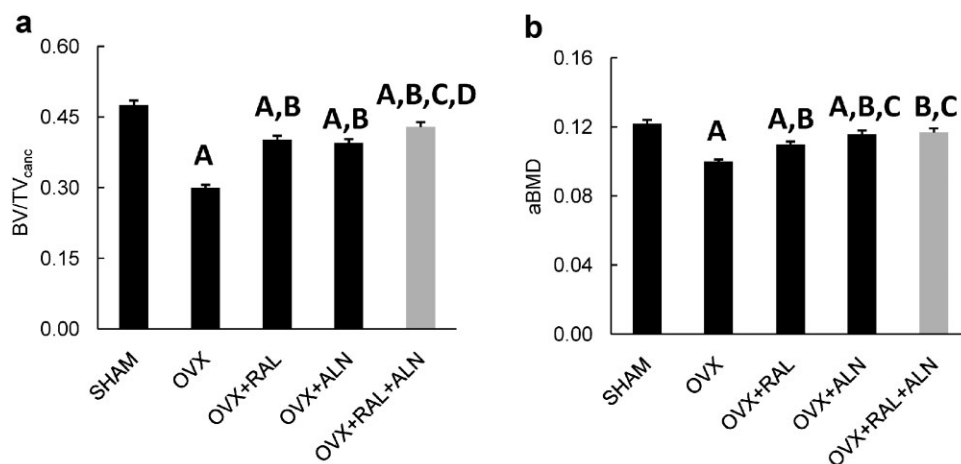 a
0.60
0.45
0.30
0.15
0.00
BV/TVcanc
A
A,B
A,B
A,B,C,D
SHAM
OVX
OVX+RAL
OVX+ALN
OVX+RAL+ALN
b
0.16
0.12
0.08
0.04
0.00
aBMD
A
A,B
A,B,C
B,C
SHAM
OVX
OVX+RAL
OVX+ALN
OVX+RAL+ALN